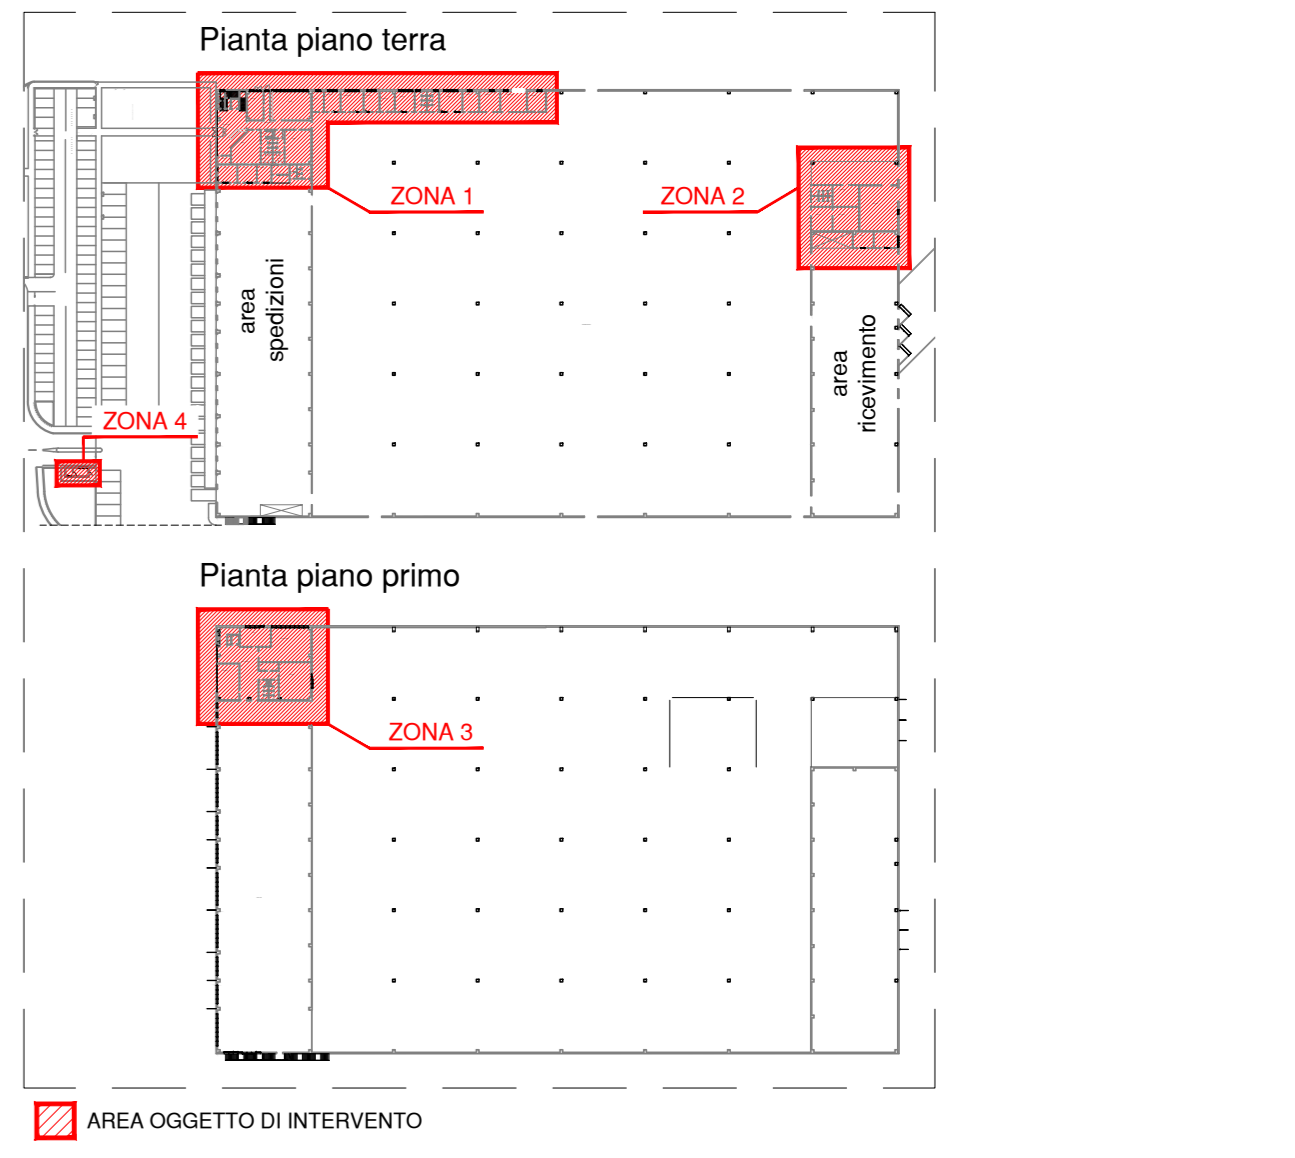 Pianta piano terra
ZONA 1
ZONA 2
area
spedizioni
area
ricevimento
ZONA 4
Pianta piano primo
ZONA 3
AREA OGGETTO DI INTERVENTO